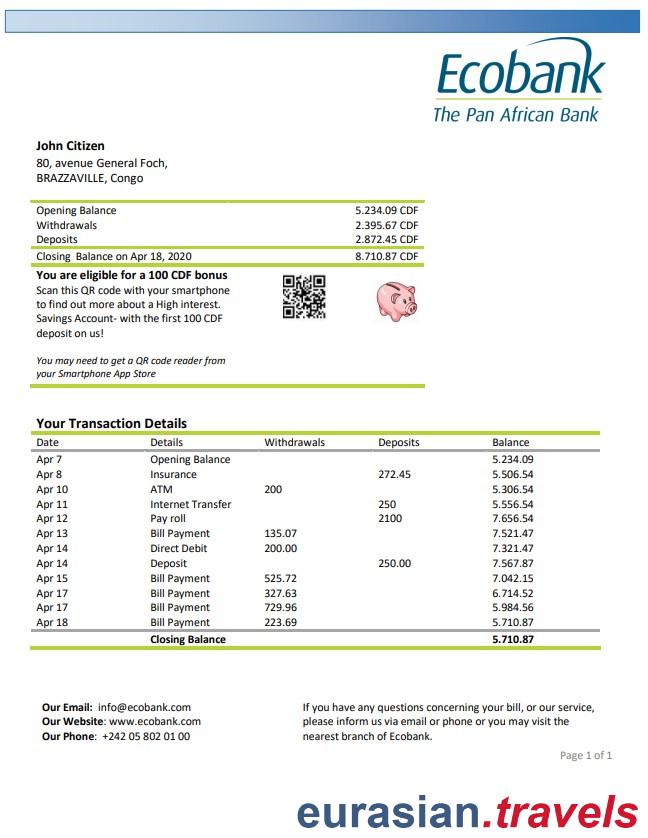 Ecobank
The Pan African Bank
John Citizen
80, avenue General Foch,
BRAZZAVILLE, Congo
Opening Balance 5.234.09 CDF
Withdrawals 2.395.67 CDF
Deposits 2.872.45 CDF
Closing Balance on Apr 18, 2020 8.710.87 CDF
You are eligible for a 100 CDF bonus
Scan this QR code with your smartphone
to find out more about a High interest.
Savings Account- with the first 100 CDF
deposit on us!
You may need to get a QR code reader from
your Smartphone App Store
Your Transaction Details
Date Details Withdrawals Deposits Balance
Apr 7 Opening Balance 5.234.09
Apr 8 Insurance 272.45 5.506.54
Apr 10 ATM 200 5.306.54
Apr 11 Internet Transfer 250 5.556.54
Apr 12 Pay roll 2100 7.656.54
Apr 13 Bill Payment 135.07 7.521.47
Apr 14 Direct Debit 200.00 7.321.47
Apr 14 Deposit 250.00 7.567.87
Apr 15 Bill Payment 525.72 7.042.15
Apr 17 Bill Payment 327.63 6.714.52
Apr 17 Bill Payment 729.96 5.984.56
Apr 18 Bill Payment 223.69 5.710.87
Closing Balance 5.710.87
Our Email: info@ecobank.com
Our Website: www.ecobank.com
Our Phone: +242 05 802 01 00
If you have any questions concerning your bill, or our service,
please inform us via email or phone or you may visit the
nearest branch of Ecobank.
Page 1 of 1
eurasian.travels